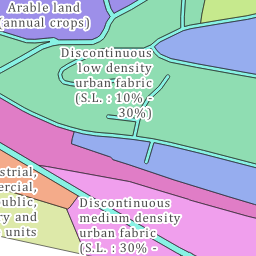 Arable land
(annual crops)
Discontinuous
low density
urban fabric
(S.L. : 10% -
30%)
strial,
ercial,
public,
ry and
units
Discontinuous
medium density
urban fabric
(S.L. : 30% -